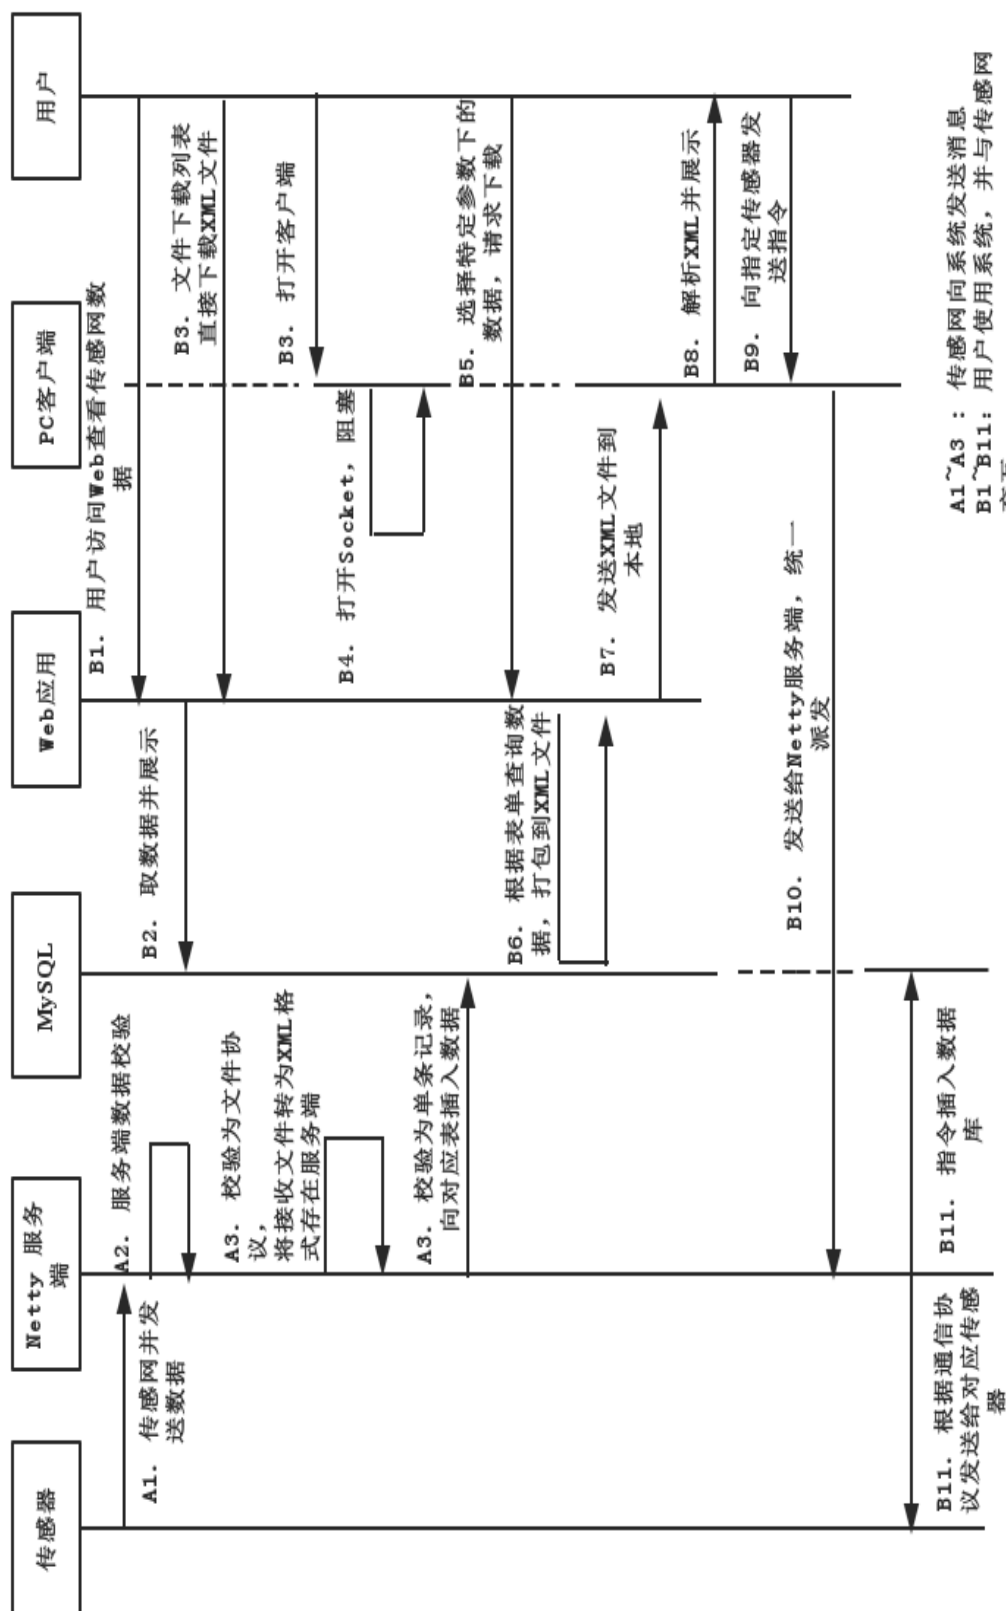 传感器
Netty 服务
端
MySQL
Web应用
PC客户端
用户
A1. 传感网并发
送数据
A2. 服务端数据校验
A3. 校验为文件协
议,
将接收文件转为XML格
式存在服务端
A3. 校验为单条记录,
向对应表插入数据
B1. 用户访问Web查看传感网数
据
B2. 取数据并展示
B3. 文件下载列表
直接下载XML文件
B3. 打开客户端
B4. 打开Socket, 阻塞
B5. 选择特定参数下的
数据, 请求下载
B6. 根据表单查询数
据, 打包到XML文件
B7. 发送XML文件到
本地
B8. 解析XML并展示
B9. 向指定传感器发
送指令
B10. 发送给Netty服务端, 统一
派发
B11. 根据通信协
议发送给对应传感
器
B11. 指令插入数据
库
A1~A3 : 传感网向系统发送消息
B1~B11: 用户使用系统, 并与传感网